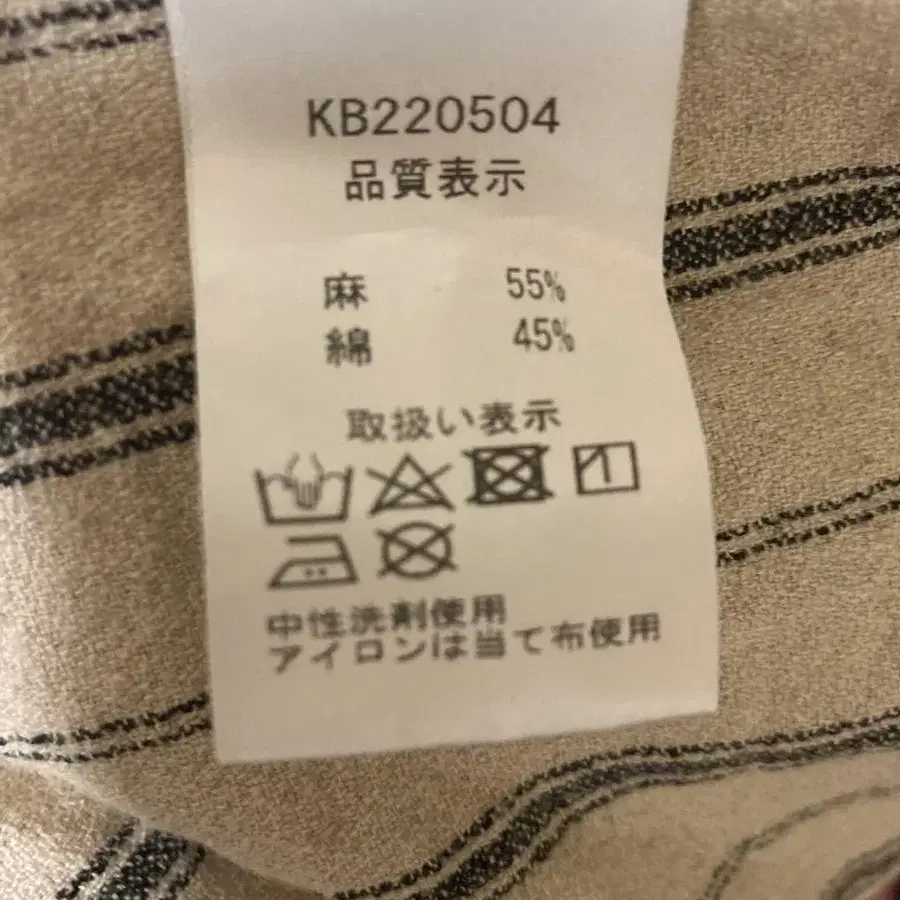 KB220504
品質表示
麻 55%
綿 45%
取扱い表示
中性洗剤使用
アイロンは当て布使用